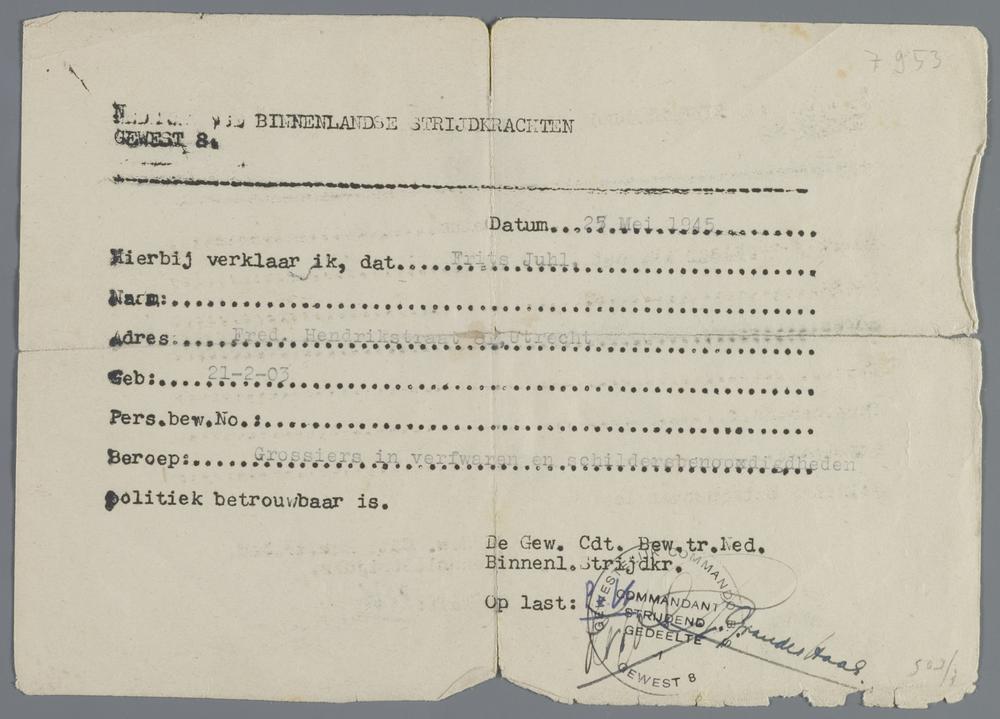 7953
BINNENLANDSE STRIJDKRACHTEN
GEWEST 8.
Datum... 25 Mei 1945
Hierbij verklaar ik, dat... Frits Juhl.
Naam:
Adres: Fred. Hendrikstraat Utrecht
Geb: 21-2-03
Pers.bew.No.:
Beroep: Grossiers in verfwaren en schildersbenooxdigdheden
politiek betrouwbaar is.
De Gew. Cdt. Bew.tr.Ned.
Binnenl.Strijdkr.
Op last:
COMMANDANT
STRIJDEND
GEDEELTE
GEWEST 8